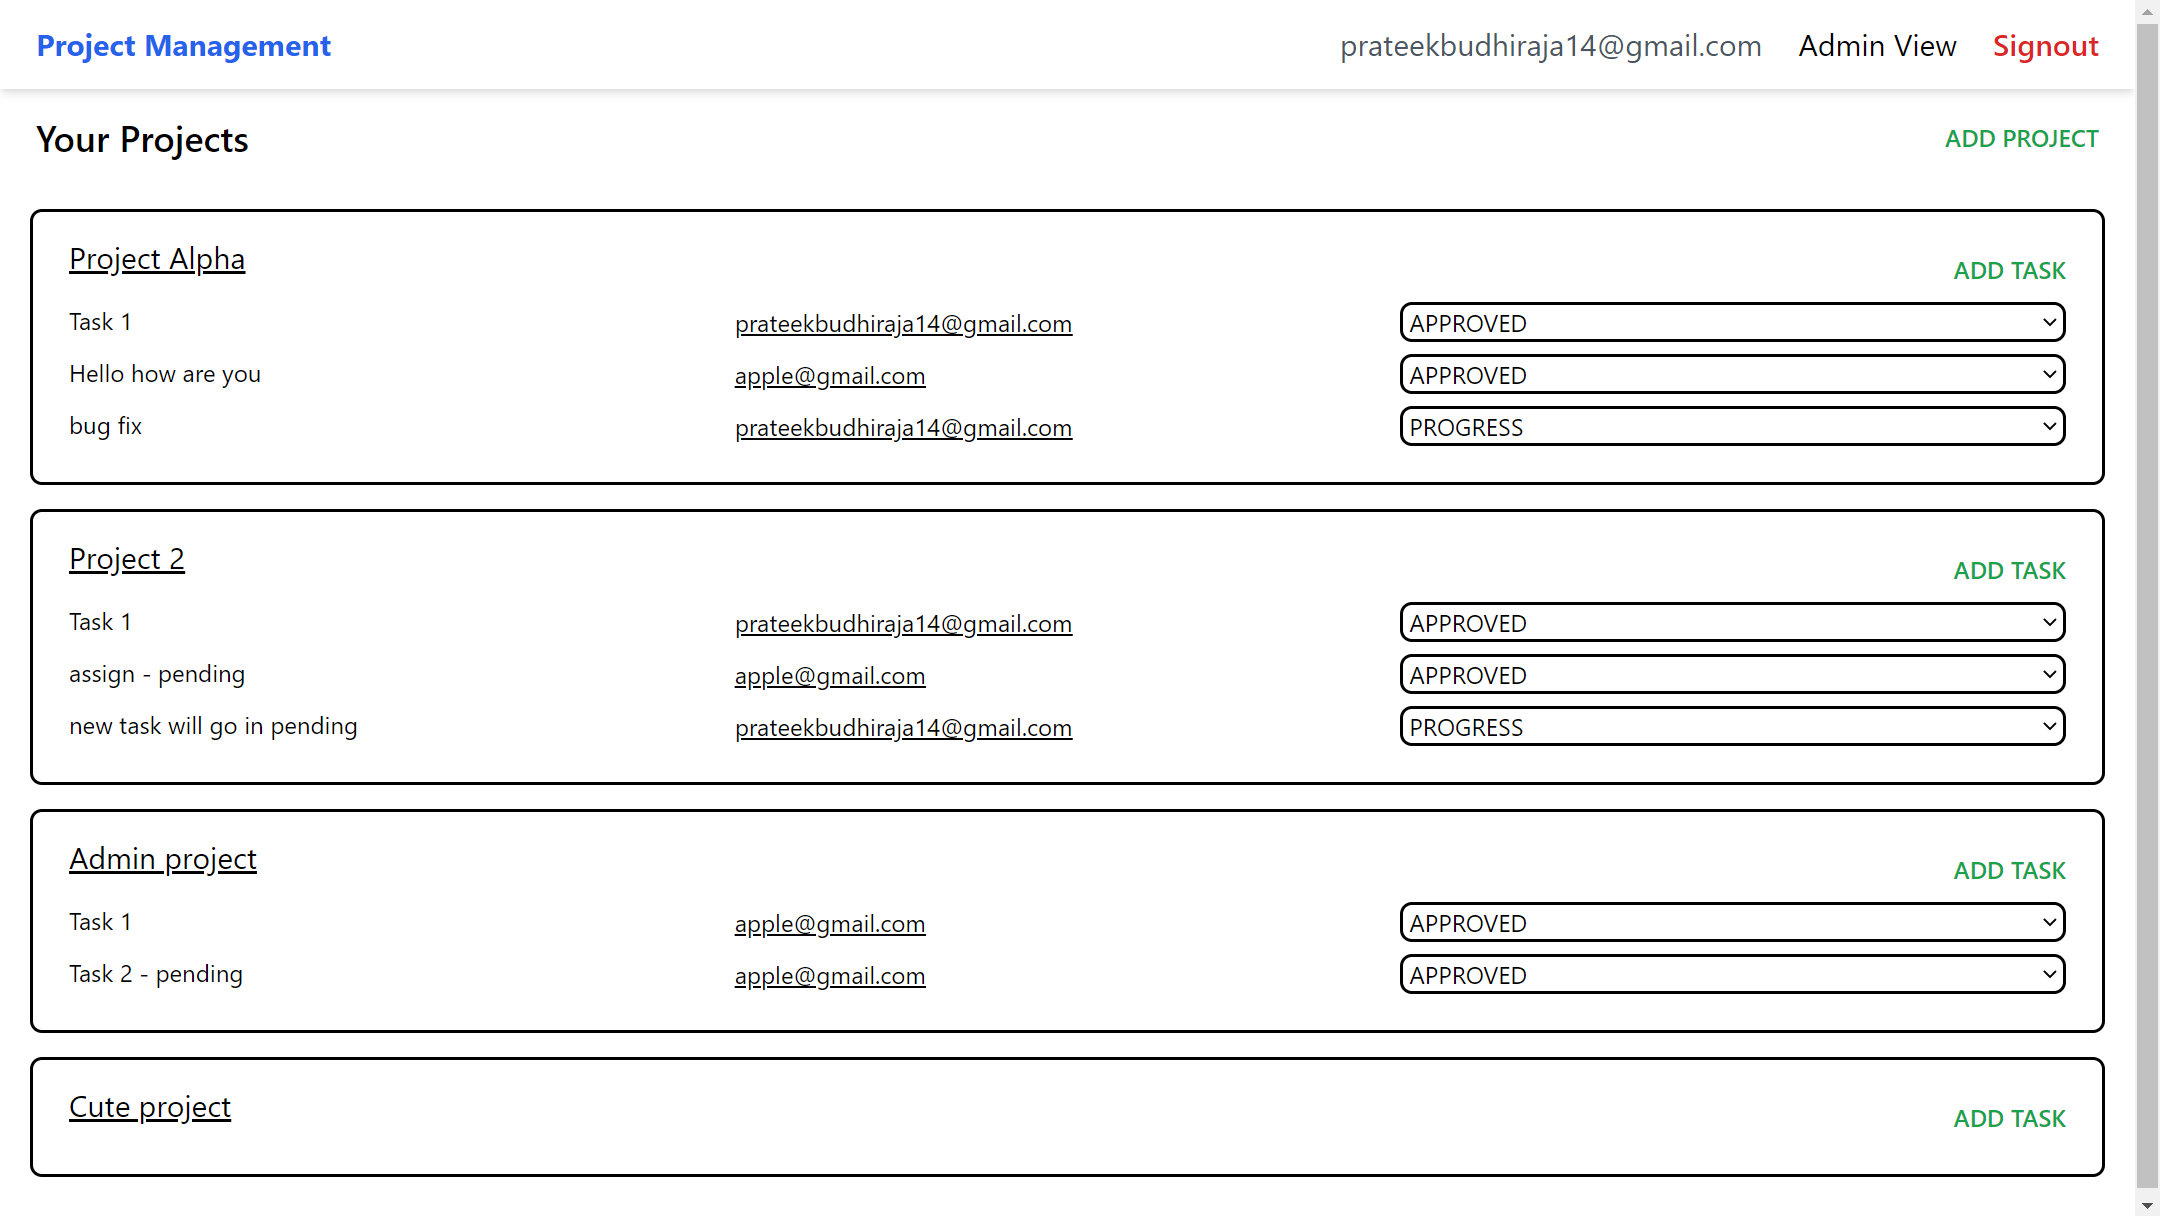 Project Management prateekbudhiraja14@gmail.com Admin View Signout
Your Projects ADD PROJECT
Project Alpha
ADD TASK
Task 1 prateekbudhiraja14@gmail.com APPROVED
Hello how are you apple@gmail.com APPROVED
bug fix prateekbudhiraja14@gmail.com PROGRESS
Project 2
ADD TASK
Task 1 prateekbudhiraja14@gmail.com APPROVED
assign - pending apple@gmail.com APPROVED
new task will go in pending prateekbudhiraja14@gmail.com PROGRESS
Admin project
ADD TASK
Task 1 apple@gmail.com APPROVED
Task 2 - pending apple@gmail.com APPROVED
Cute project
ADD TASK